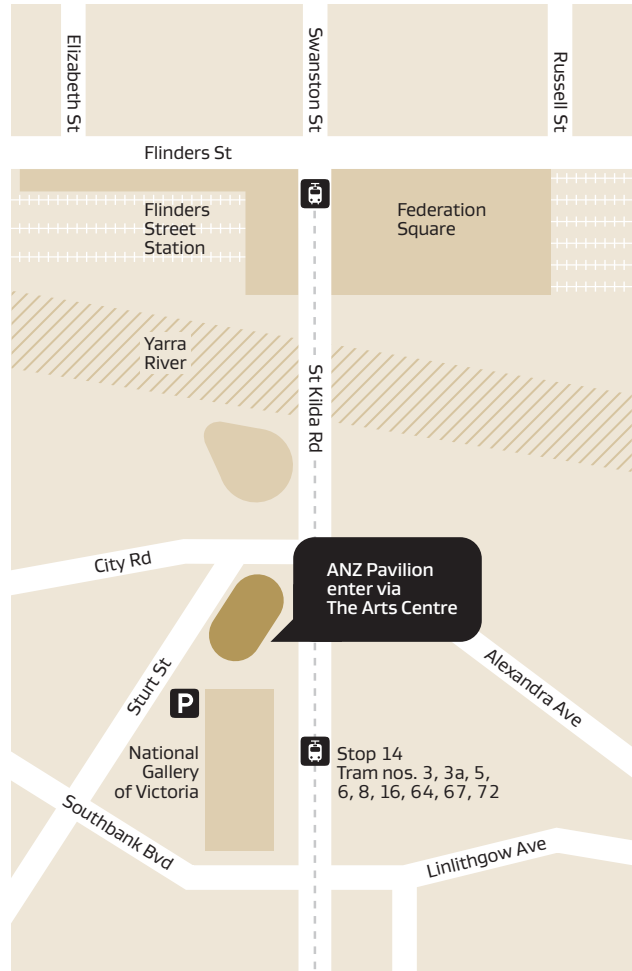 Elizabeth St
Swanston St
Russell St
Flinders St
Flinders
Street
Station
Federation
Square
Yarra
River
St Kilda Rd
City Rd
ANZ Pavilion
enter via
The Arts Centre
Sturt St
Alexandra Ave
P
National
Gallery
of Victoria
Stop 14
Tram nos. 3, 3a, 5,
6, 8, 16, 64, 67, 72
Southbank Bvd
Linlithgow Ave